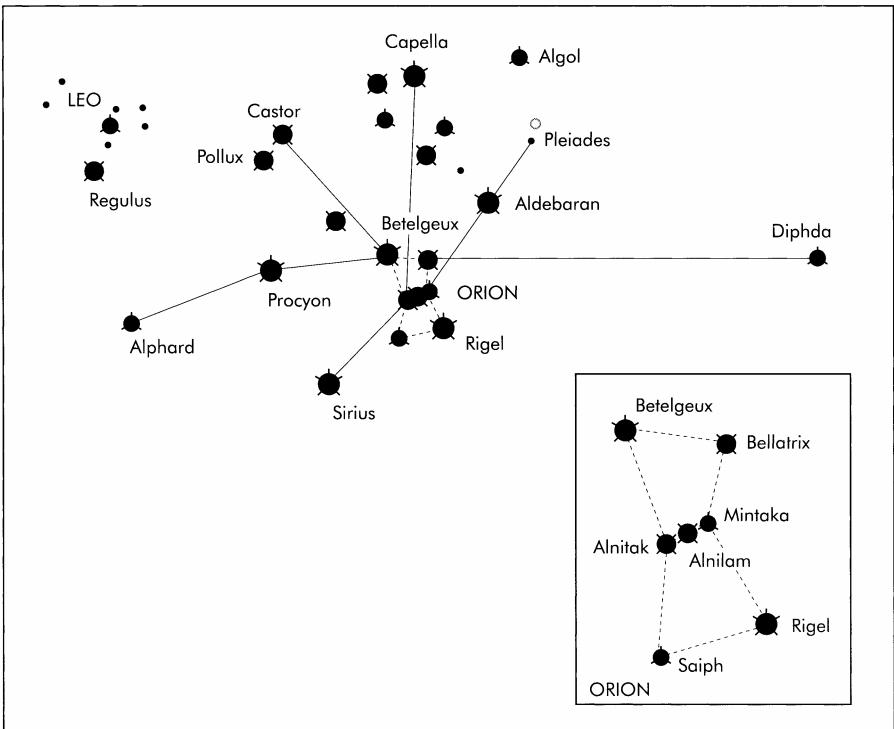 Capella
Algol
LEO
Castor
Pollux
Pleiades
Regulus
Aldebaran
Betelgeux
Diphda
Procyon
ORION
Alphard
Rigel
Sirius
Betelgeux
Bellatrix
Mintaka
Alnitak
Alnilam
Rigel
Saiph
ORION